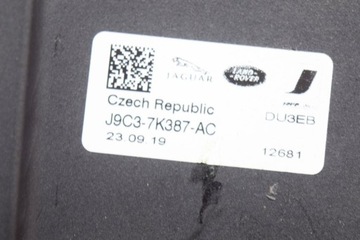 JAGUAR
LAND-
ROVER
Czech Republic
DU3EB
J9C3-7K387-AC
23 09 19
12681